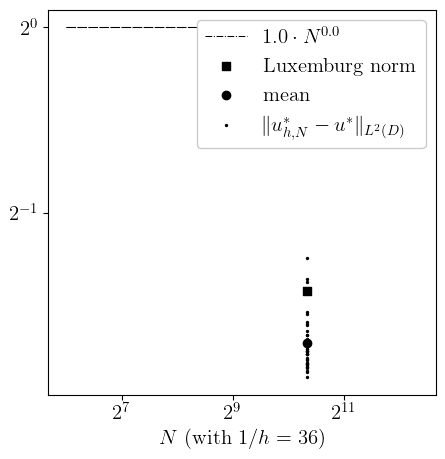 2^0
1.0 · N^{0.0}
Luxemburg norm
mean
‖u^*_{h,N} − u^*‖_{L^2(D)}
2^{−1}
2^7 2^9 2^{11}
N (with 1/h = 36)